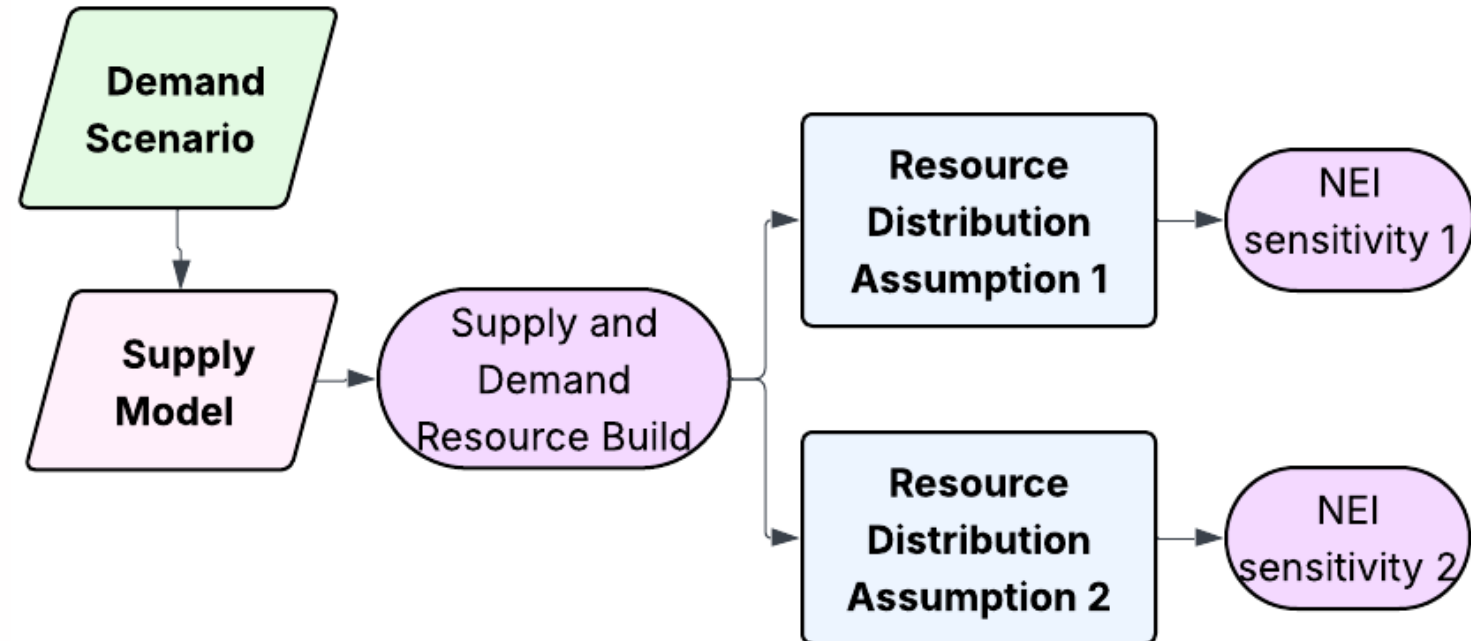 Demand
Scenario
Supply
Model
Supply and
Demand
Resource Build
Resource
Distribution
Assumption 1
NEI
sensitivity 1
Resource
Distribution
Assumption 2
NEI
sensitivity 2